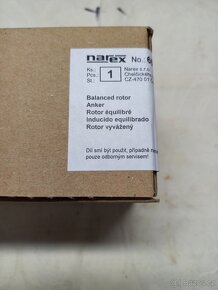 narex No.:
Ks.:
Pcs.: 1
St.:
Narex s.r.o.
Chelčického
CZ-470 01
Balanced rotor
Anker
Rotor équilibré
Inducido equilibrado
Rotor vyvážený
Díl smí být použit, případně
pouze odborným servisem!